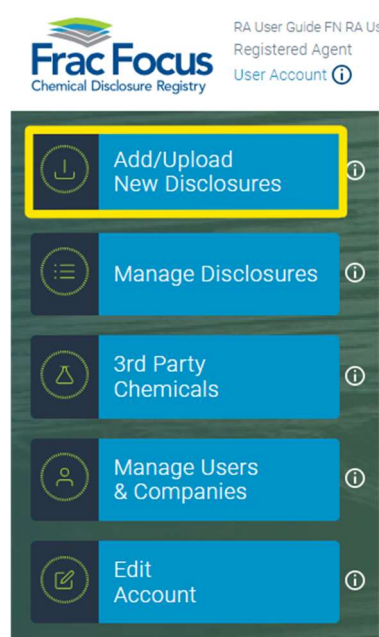 RA User Guide FN RA Us
Frac Focus
Chemical Disclosure Registry
Registered Agent
User Account
Add/Upload
New Disclosures
Manage Disclosures
3rd Party
Chemicals
Manage Users
& Companies
Edit
Account